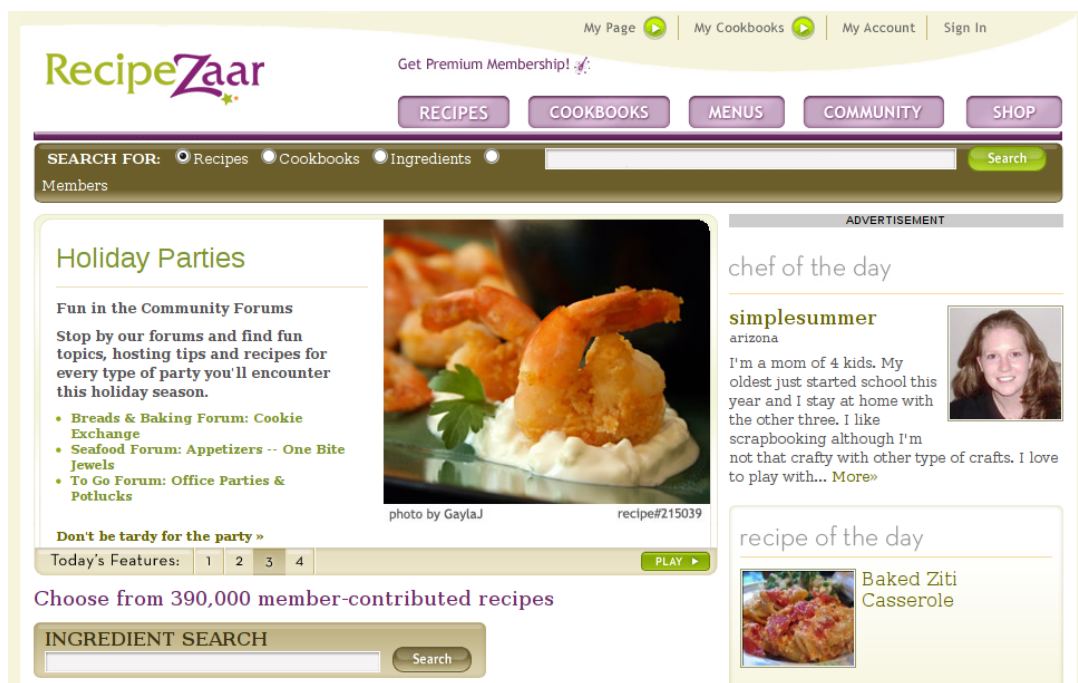 My Page
My Cookbooks
My Account
Sign In
RecipeZaar
Get Premium Membership!
RECIPES
COOKBOOKS
MENUS
COMMUNITY
SHOP
SEARCH FOR: Recipes Cookbooks Ingredients
Members
Search
Holiday Parties
Fun in the Community Forums
Stop by our forums and find fun
topics, hosting tips and recipes for
every type of party you'll encounter
this holiday season.
• Breads & Baking Forum: Cookie
Exchange
• Seafood Forum: Appetizers -- One Bite
Jewels
• To Go Forum: Office Parties &
Potlucks
Don't be tardy for the party »
photo by GaylaJ
recipe#215039
Today's Features: 1 2 3 4
PLAY
Choose from 390,000 member-contributed recipes
INGREDIENT SEARCH
Search
ADVERTISEMENT
chef of the day
simplesummer
arizona
I'm a mom of 4 kids. My
oldest just started school this
year and I stay at home with
the other three. I like
scrapbooking although I'm
not that crafty with other type of crafts. I love
to play with... More»
recipe of the day
Baked Ziti
Casserole